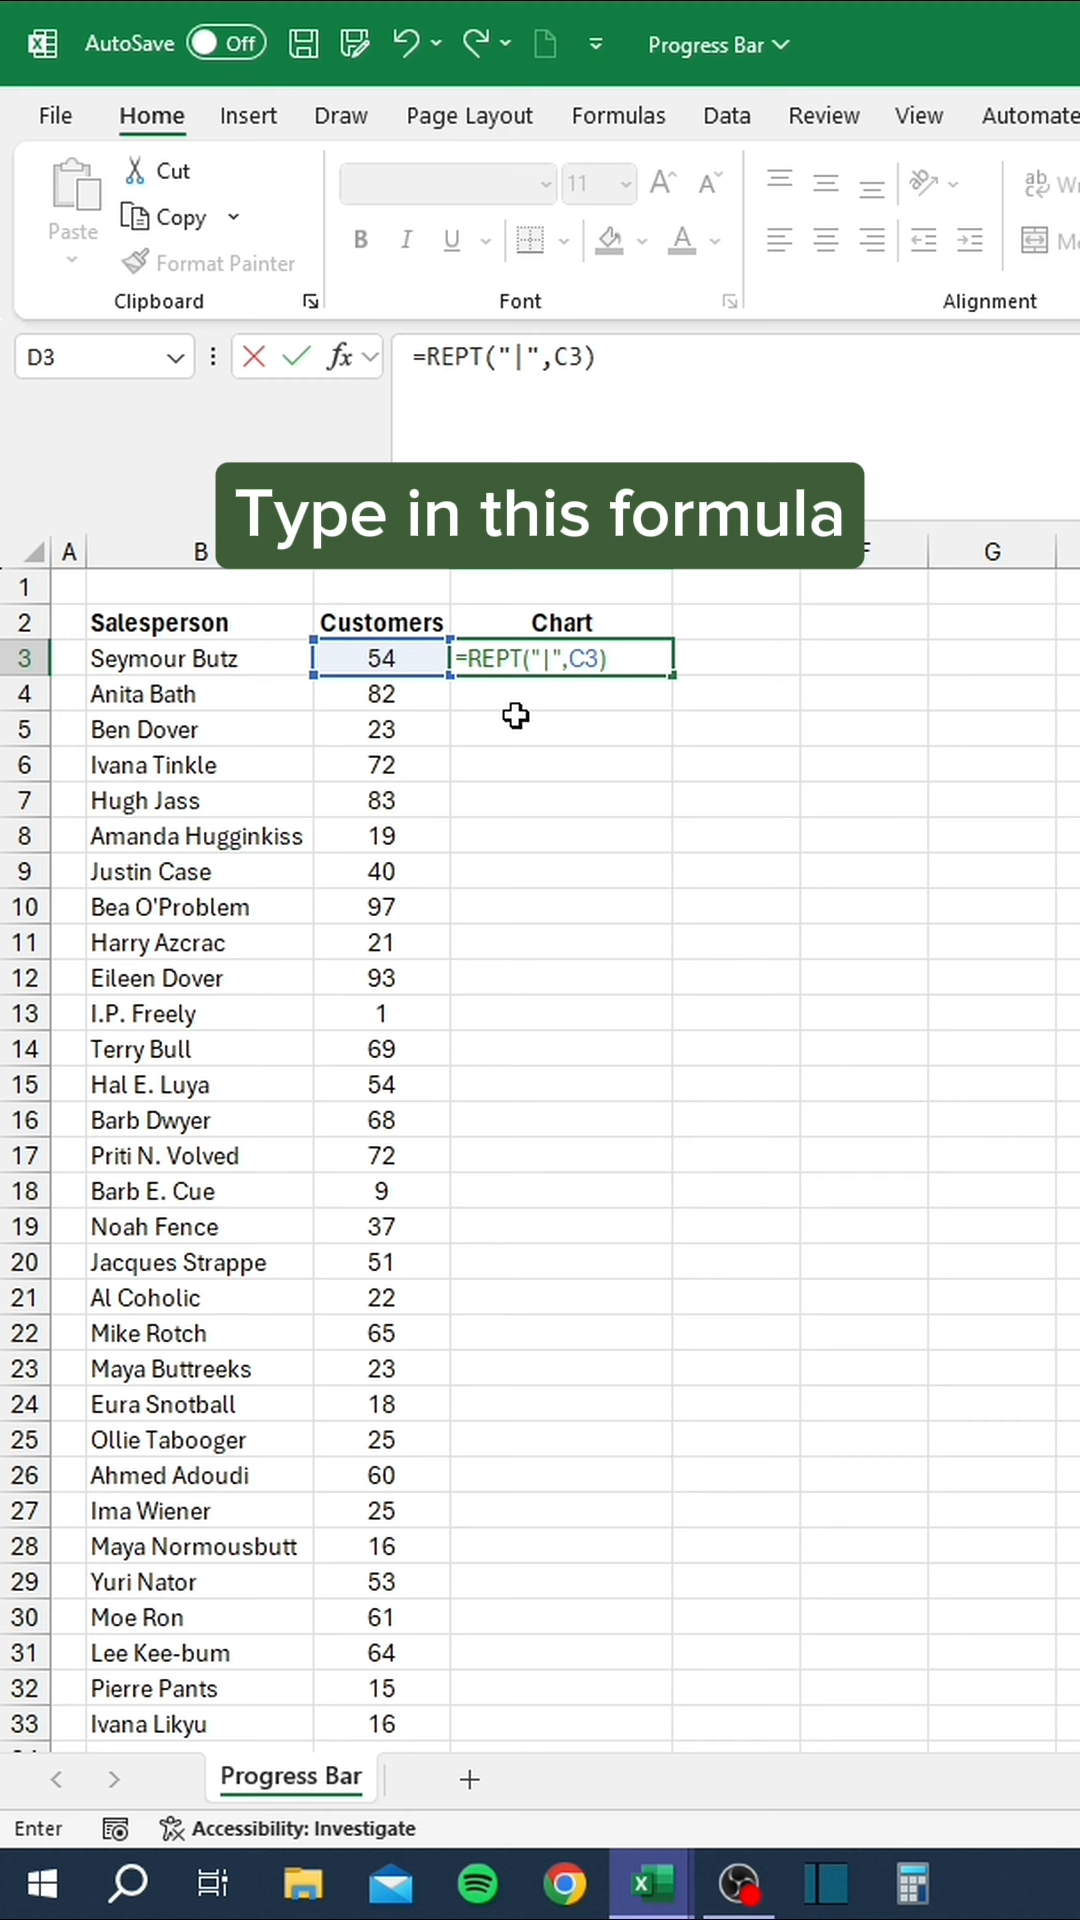 AutoSave Off Progress Bar
File Home Insert Draw Page Layout Formulas Data Review View Automate
Paste
Cut
Copy
Format Painter
Clipboard
11
B I U
Font
Alignment
D3 fx =REPT("|",C3)
Type in this formula
A B F G
1
2 Salesperson Customers Chart
3 Seymour Butz 54 =REPT("|",C3)
4 Anita Bath 82
5 Ben Dover 23
6 Ivana Tinkle 72
7 Hugh Jass 83
8 Amanda Hugginkiss 19
9 Justin Case 40
10 Bea O'Problem 97
11 Harry Azcrac 21
12 Eileen Dover 93
13 I.P. Freely 1
14 Terry Bull 69
15 Hal E. Luya 54
16 Barb Dwyer 68
17 Priti N. Volved 72
18 Barb E. Cue 9
19 Noah Fence 37
20 Jacques Strappe 51
21 Al Coholic 22
22 Mike Rotch 65
23 Maya Buttreeks 23
24 Eura Snotball 18
25 Ollie Tabooger 25
26 Ahmed Adoudi 60
27 Ima Wiener 25
28 Maya Normousbutt 16
29 Yuri Nator 53
30 Moe Ron 61
31 Lee Kee-bum 64
32 Pierre Pants 15
33 Ivana Likyu 16
Progress Bar
Enter Accessibility: Investigate